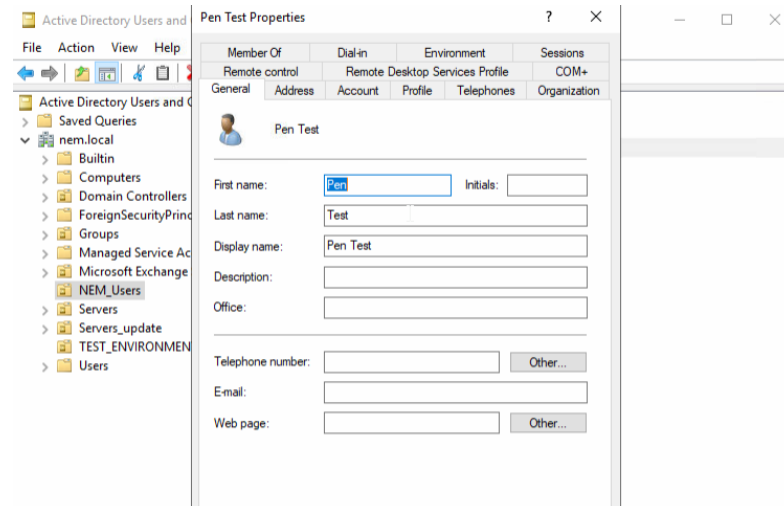 Active Directory Users and
File Action View Help
Active Directory Users and
Saved Queries
nem.local
Builtin
Computers
Domain Controllers
ForeignSecurityPrinc
Groups
Managed Service Ac
Microsoft Exchange
NEM_Users
Servers
Servers_update
TEST_ENVIRONMEN
Users
Pen Test Properties ?
Member Of Dial-in Environment Sessions
Remote control Remote Desktop Services Profile COM+
General Address Account Profile Telephones Organization
Pen Test
First name: Pen Initials:
Last name: Test
Display name: Pen Test
Description:
Office:
Telephone number: Other...
E-mail:
Web page: Other...